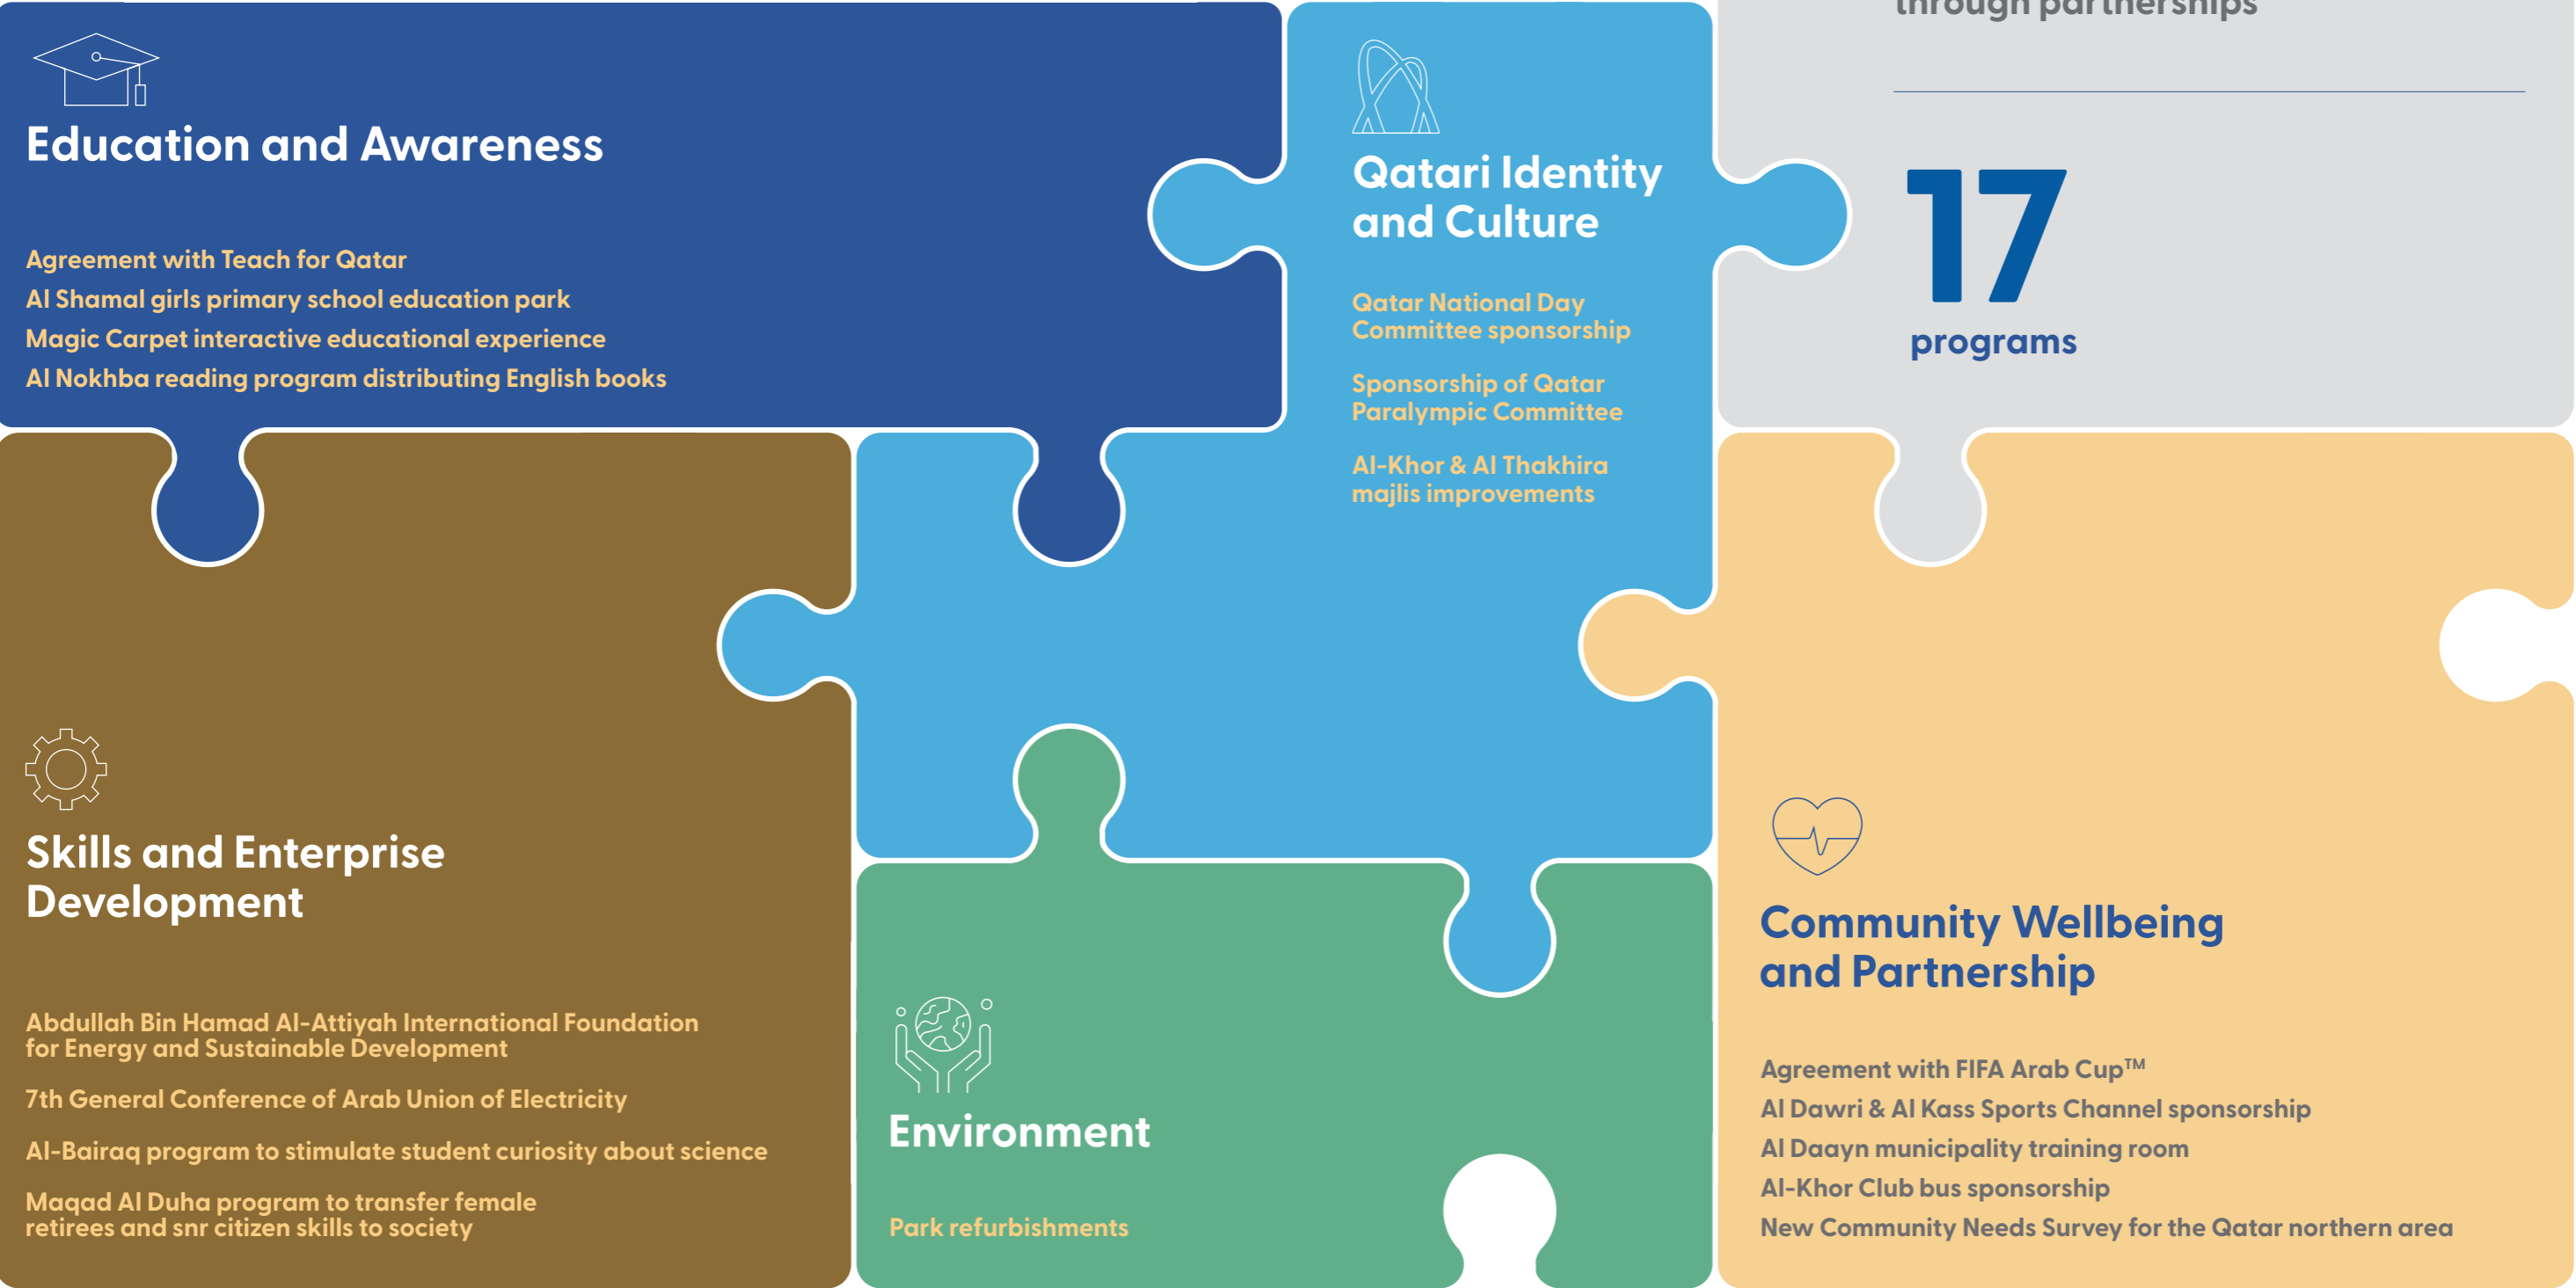 through partnerships
17
programs
Education and Awareness
Agreement with Teach for Qatar
Al Shamal girls primary school education park
Magic Carpet interactive educational experience
Al Nokhba reading program distributing English books
Qatari Identity
and Culture
Qatar National Day
Committee sponsorship
Sponsorship of Qatar
Paralympic Committee
Al-Khor & Al Thakhira
majlis improvements
Skills and Enterprise
Development
Abdullah Bin Hamad Al-Attiyah International Foundation
for Energy and Sustainable Development
7th General Conference of Arab Union of Electricity
Al-Bairaq program to stimulate student curiosity about science
Maqad Al Duha program to transfer female
retirees and snr citizen skills to society
Environment
Park refurbishments
Community Wellbeing
and Partnership
Agreement with FIFA Arab Cup™
Al Dawri & Al Kass Sports Channel sponsorship
Al Daayn municipality training room
Al-Khor Club bus sponsorship
New Community Needs Survey for the Qatar northern area